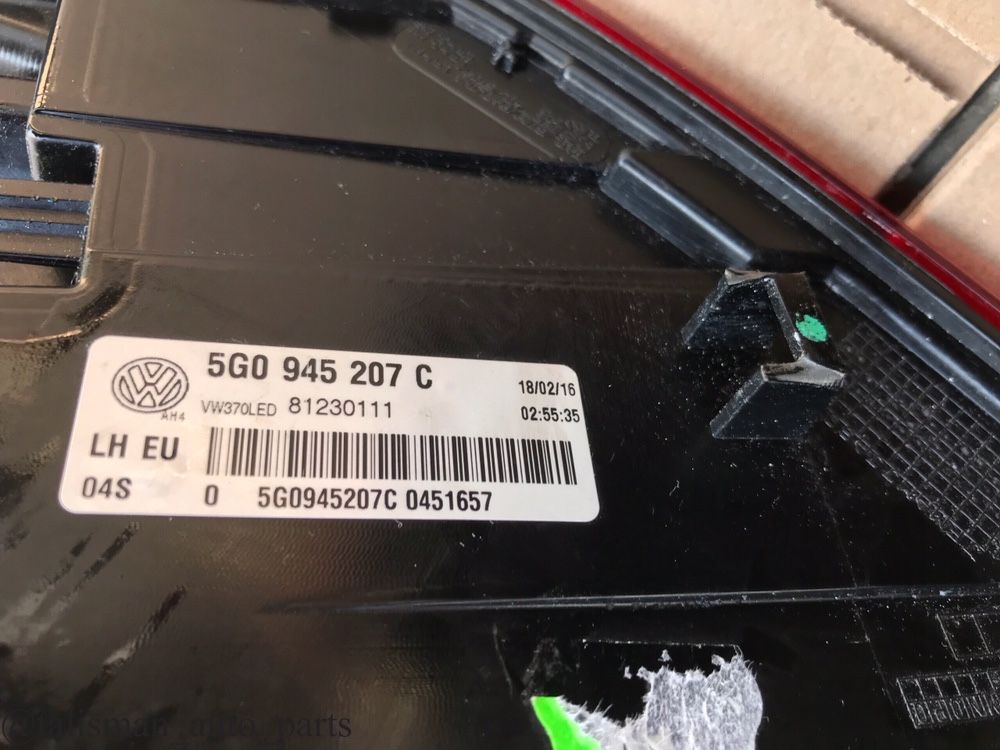 5G0 945 207 C
18/02/16
AH4
VW370LED 81230111
02:55:35
LH EU
04S
0 5G0945207C 0451657